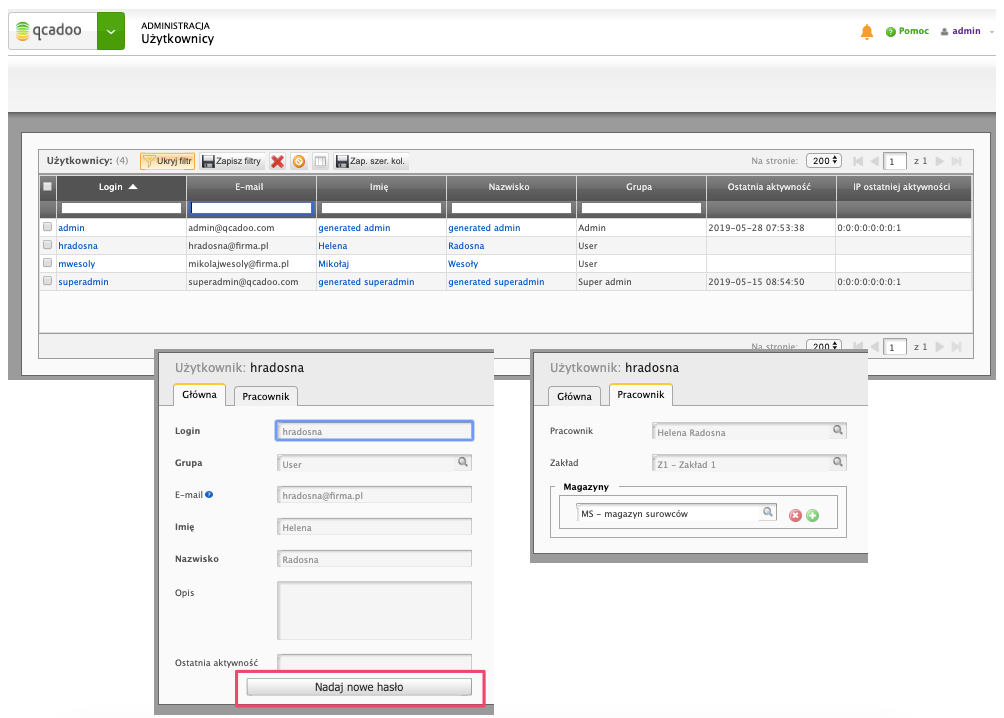 qcadoo
ADMINISTRACJA
Użytkownicy
Pomoc
admin
Użytkownicy: (4)
Ukryj filtr
Zapisz filtry
Zap. szer. kol.
Na stronie: 200 1 z 1
Login E-mail Imię Nazwisko Grupa Ostatnia aktywność IP ostatniej aktywności
admin admin@qcadoo.com generated admin generated admin Admin 2019-05-28 07:53:38 0:0:0:0:0:0:0:1
hradosna hradosna@firma.pl Helena Radosna User
mwesoly mikolajwesoly@firma.pl Mikołaj Wesoły User
superadmin superadmin@qcadoo.com generated superadmin generated superadmin Super admin 2019-05-15 08:54:50 0:0:0:0:0:0:0:1
Na stronie: 200 1 z 1
Użytkownik: hradosna
Główna Pracownik
Login hradosna
Grupa User
E-mail hradosna@firma.pl
Imię Helena
Nazwisko Radosna
Opis
Ostatnia aktywność
Nadaj nowe hasło
Użytkownik: hradosna
Główna Pracownik
Pracownik Helena Radosna
Zakład Z1 - Zakład 1
Magazyny
MS - magazyn surowców